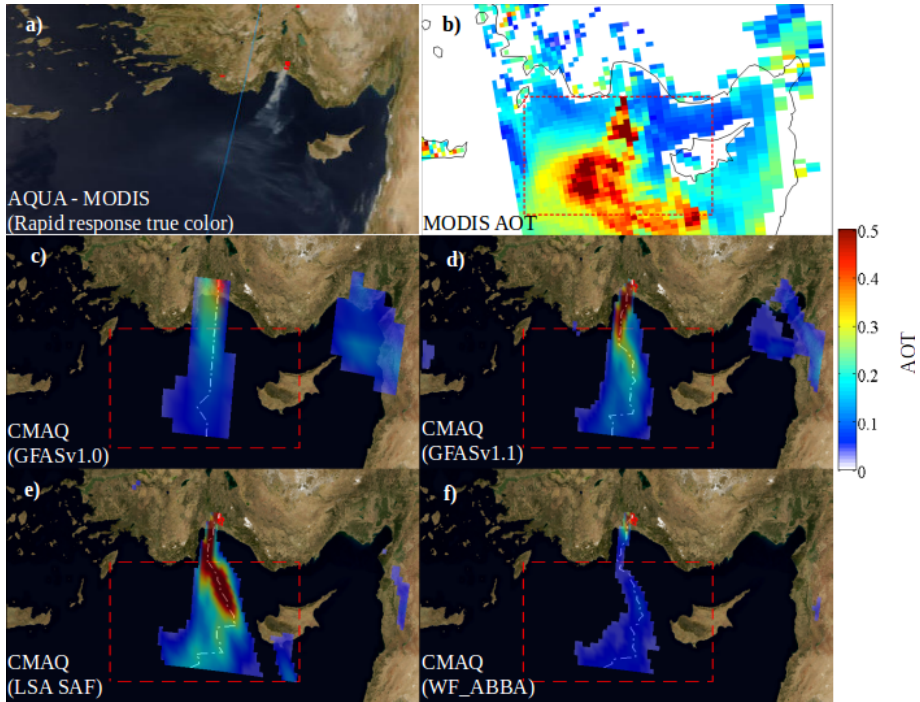 a)
b)
AQUA - MODIS
(Rapid response true color)
MODIS AOT
c)
d)
CMAQ
(GFASv1.0)
CMAQ
(GFASv1.1)
e)
f)
CMAQ
(LSA SAF)
CMAQ
(WF_ABBA)
0.5
0.4
0.3
0.2
0.1
0
AOT